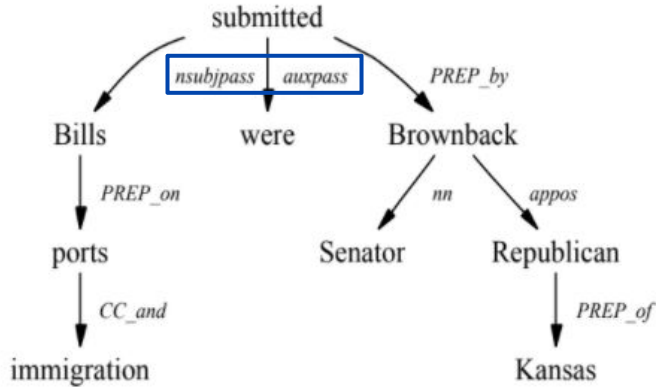 submitted
nsubjpass auxpass PREP_by
Bills were Brownback
PREP_on nn appos
ports Senator Republican
CC_and PREP_of
immigration Kansas